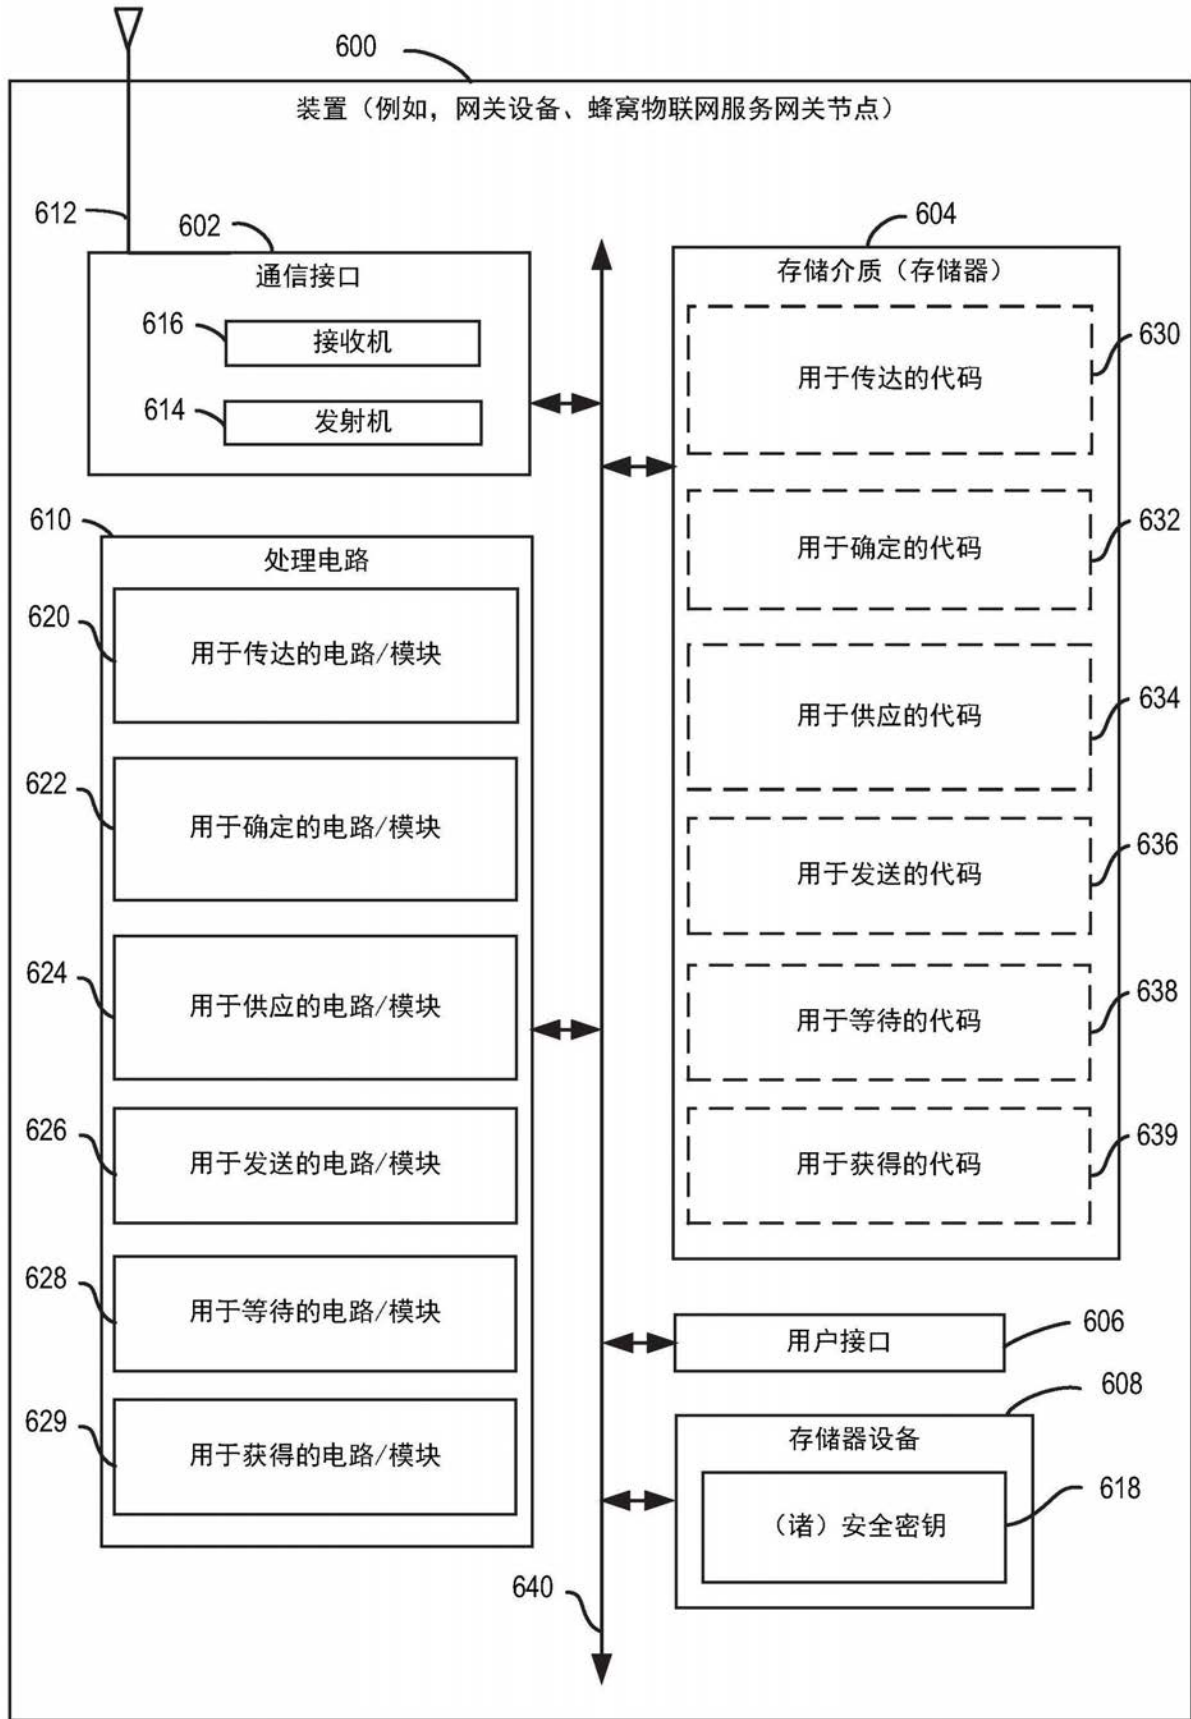 600
装置（例如，网关设备、蜂窝物联网服务网关节点）
612
602
通信接口
616
接收机
614
发射机
610
处理电路
620
用于传达的电路/模块
622
用于确定的电路/模块
624
用于供应的电路/模块
626
用于发送的电路/模块
628
用于等待的电路/模块
629
用于获得的电路/模块
604
存储介质（存储器）
630
用于传达的代码
632
用于确定的代码
634
用于供应的代码
636
用于发送的代码
638
用于等待的代码
639
用于获得的代码
606
用户接口
608
存储器设备
618
（诸）安全密钥
640